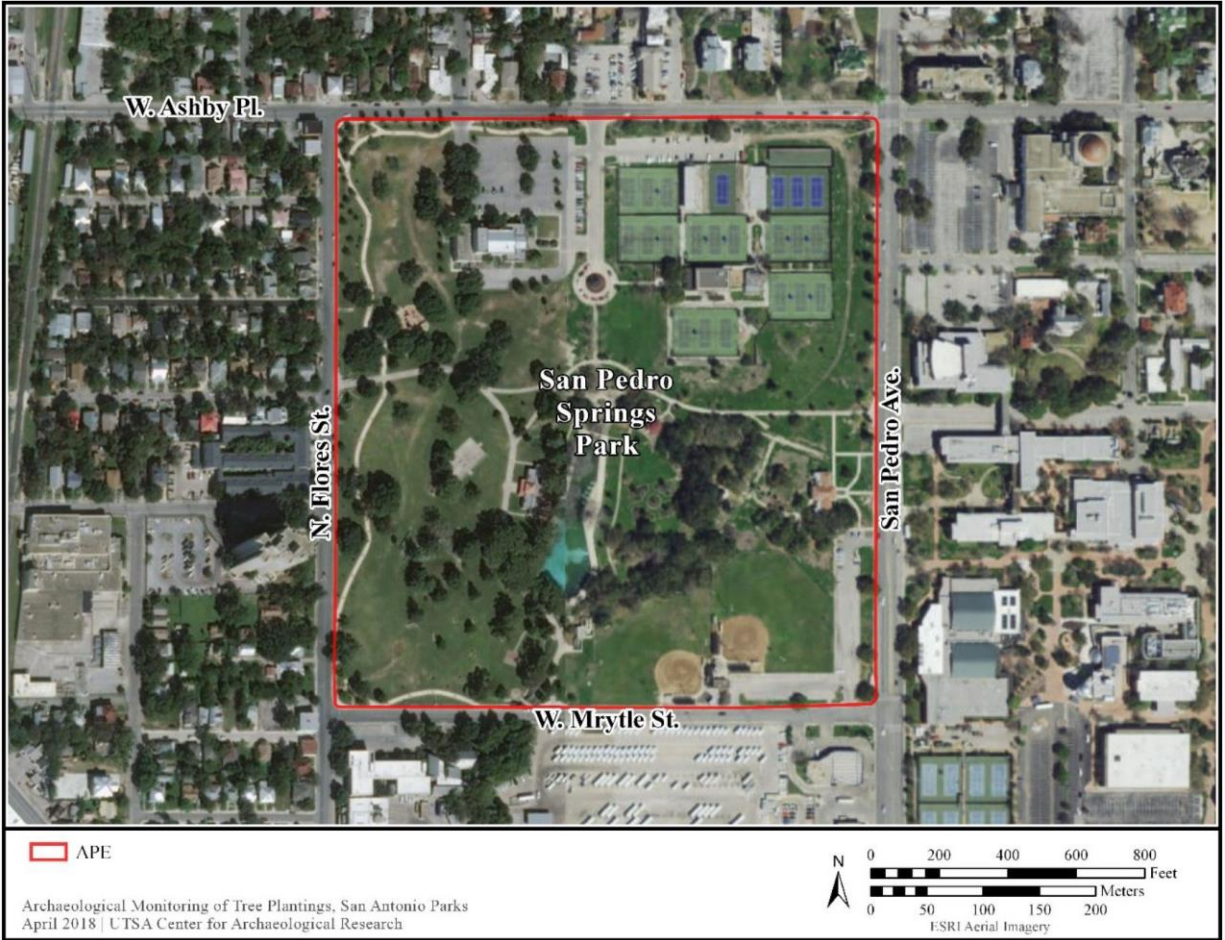 W. Ashby Pl.
N. Flores St.
San Pedro
Springs
Park
San Pedro Ave.
W. Mrytle St.
APE
Archaeological Monitoring of Tree Plantings, San Antonio Parks
April 2018 | UTSA Center for Archaeological Research
N
0 200 400 600 800
Feet
Meters
0 50 100 150 200
ESRI Aerial Imagery